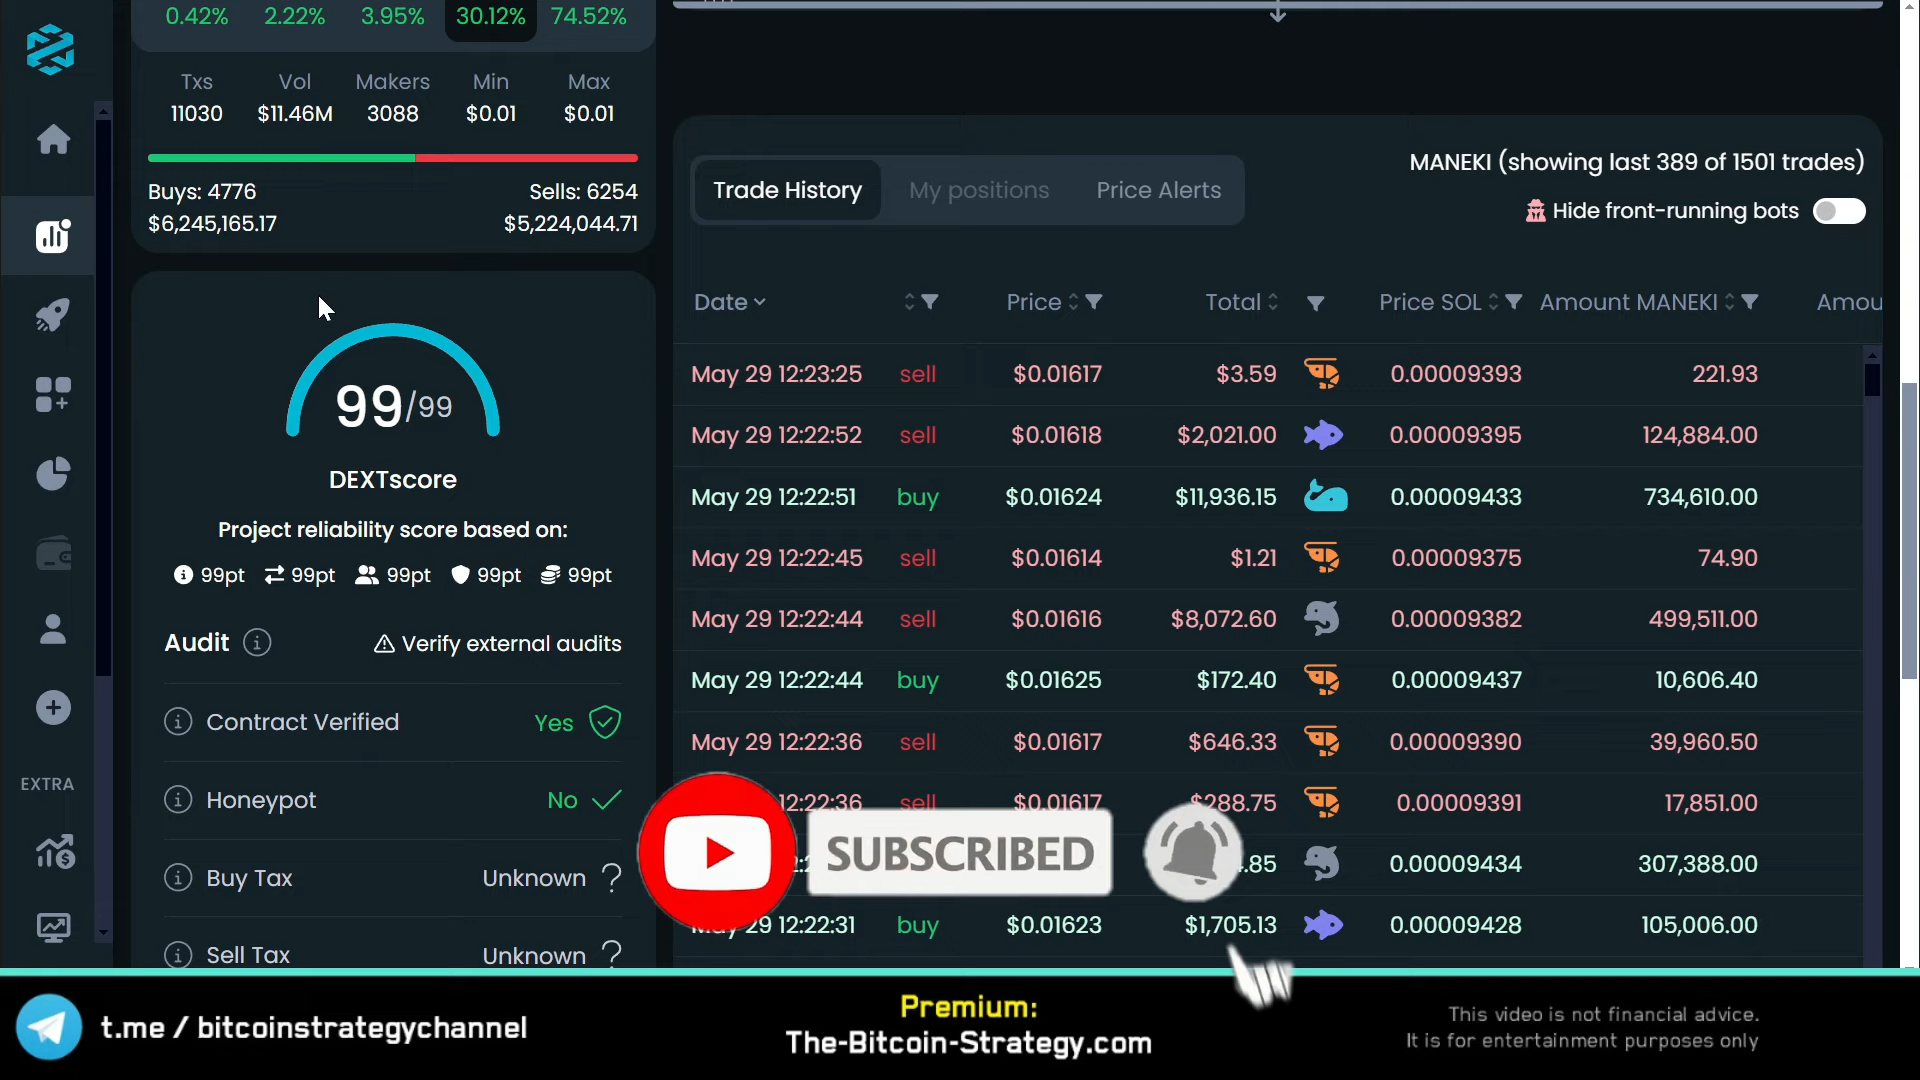 0.42% 2.22% 3.95% 30.12% 74.52%
Txs Vol Makers Min Max
11030 $11.46M 3088 $0.01 $0.01
Buys: 4776 Sells: 6254
$6,245,165.17 $5,224,044.71
99/99
DEXTscore
Project reliability score based on:
99pt 99pt 99pt 99pt 99pt
Audit Verify external audits
Contract Verified Yes
Honeypot No
Buy Tax Unknown
Sell Tax Unknown
EXTRA
Trade History My positions Price Alerts
MANEKI (showing last 389 of 1501 trades)
Hide front-running bots
Date Price Total Price SOL Amount MANEKI Amou
May 29 12:23:25 sell $0.01617 $3.59 0.00009393 221.93
May 29 12:22:52 sell $0.01618 $2,021.00 0.00009395 124,884.00
May 29 12:22:51 buy $0.01624 $11,936.15 0.00009433 734,610.00
May 29 12:22:45 sell $0.01614 $1.21 0.00009375 74.90
May 29 12:22:44 sell $0.01616 $8,072.60 0.00009382 499,511.00
May 29 12:22:44 buy $0.01625 $172.40 0.00009437 10,606.40
May 29 12:22:36 sell $0.01617 $646.33 0.00009390 39,960.50
12:22:36 sell $0.01617 $288.75 0.00009391 17,851.00
.85 0.00009434 307,388.00
29 12:22:31 buy $0.01623 $1,705.13 0.00009428 105,006.00
SUBSCRIBED
t.me / bitcoinstrategychannel
Premium:
The-Bitcoin-Strategy.com
This video is not financial advice.
It is for entertainment purposes only